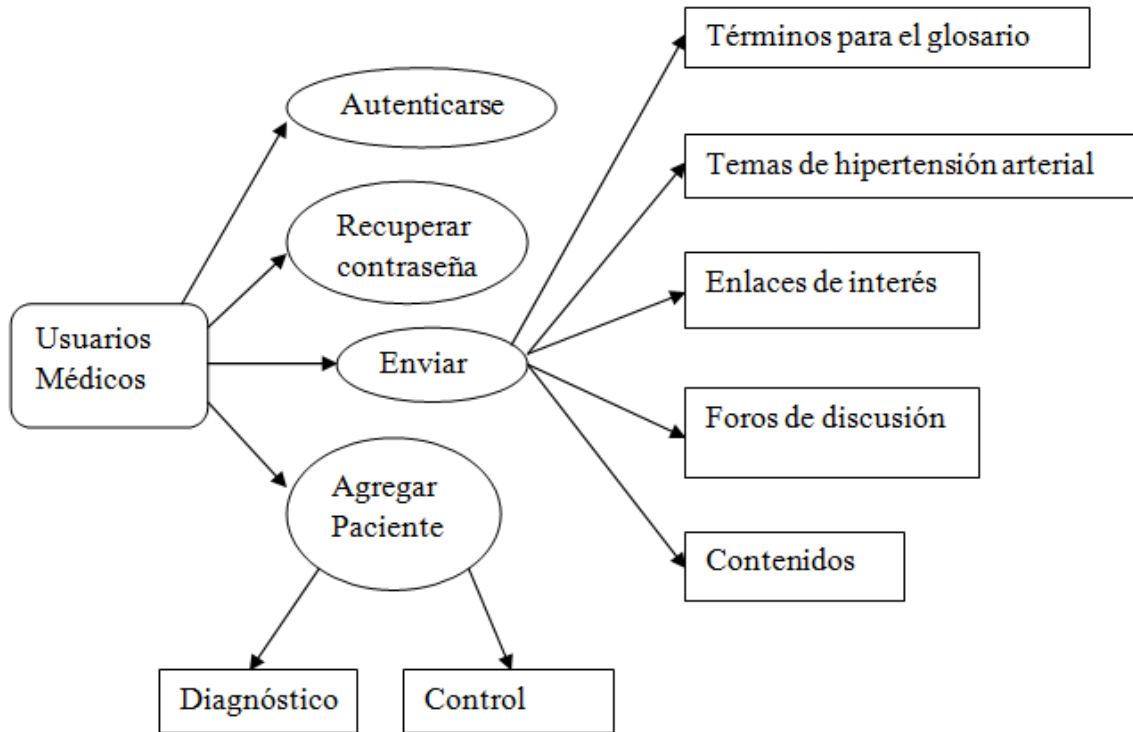 Términos para el glosario
Autenticarse
Temas de hipertensión arterial
Recuperar
contraseña
Enlaces de interés
Usuarios
Médicos
Enviar
Foros de discusión
Agregar
Paciente
Contenidos
Diagnóstico
Control